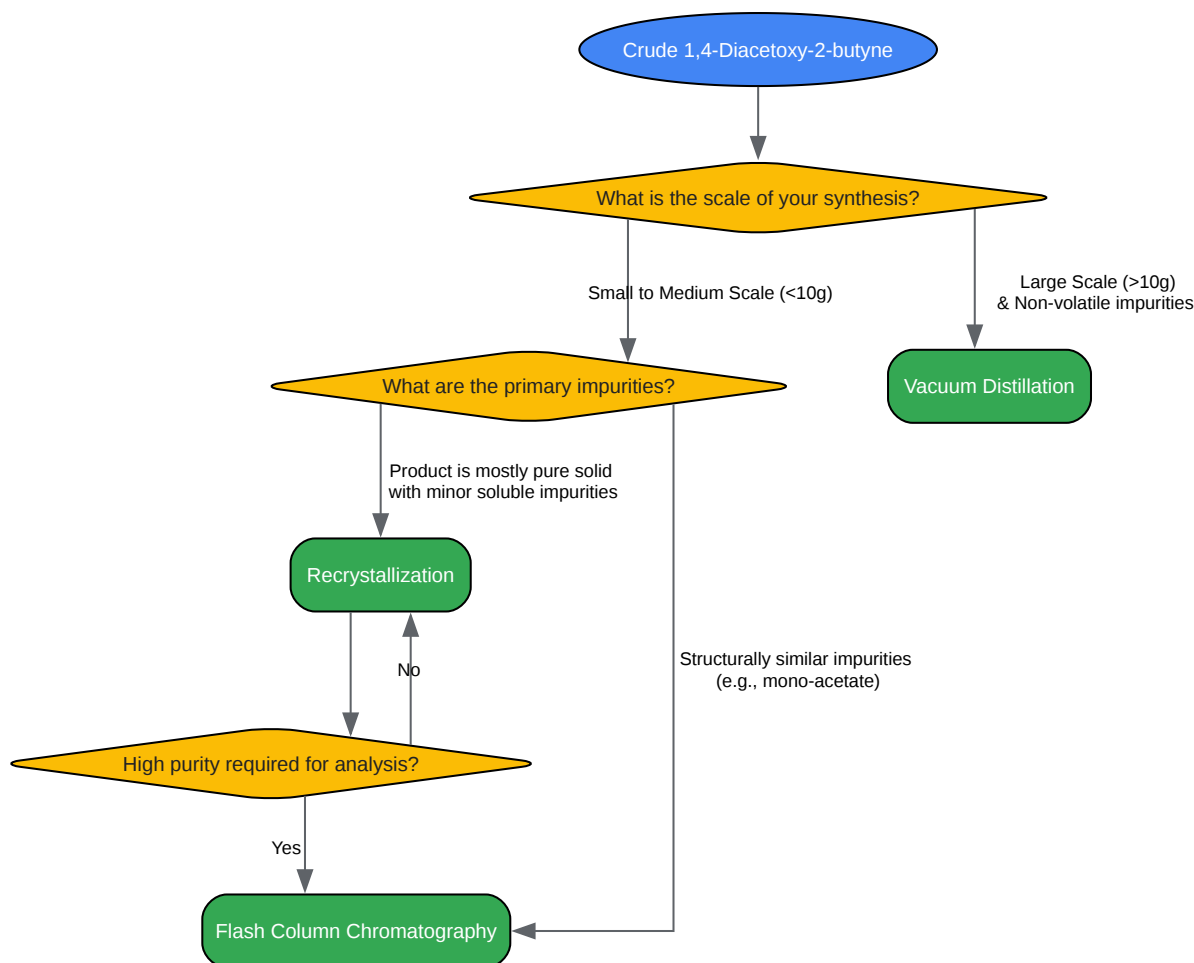 Crude 1,4-Diacetoxy-2-butyne
What is the scale of your synthesis?
Small to Medium Scale (<10g)
Large Scale (>10g)
& Non-volatile impurities
What are the primary impurities?
Vacuum Distillation
Product is mostly pure solid
with minor soluble impurities
Recrystallization
No
Structurally similar impurities
(e.g., mono-acetate)
High purity required for analysis?
Yes
Flash Column Chromatography